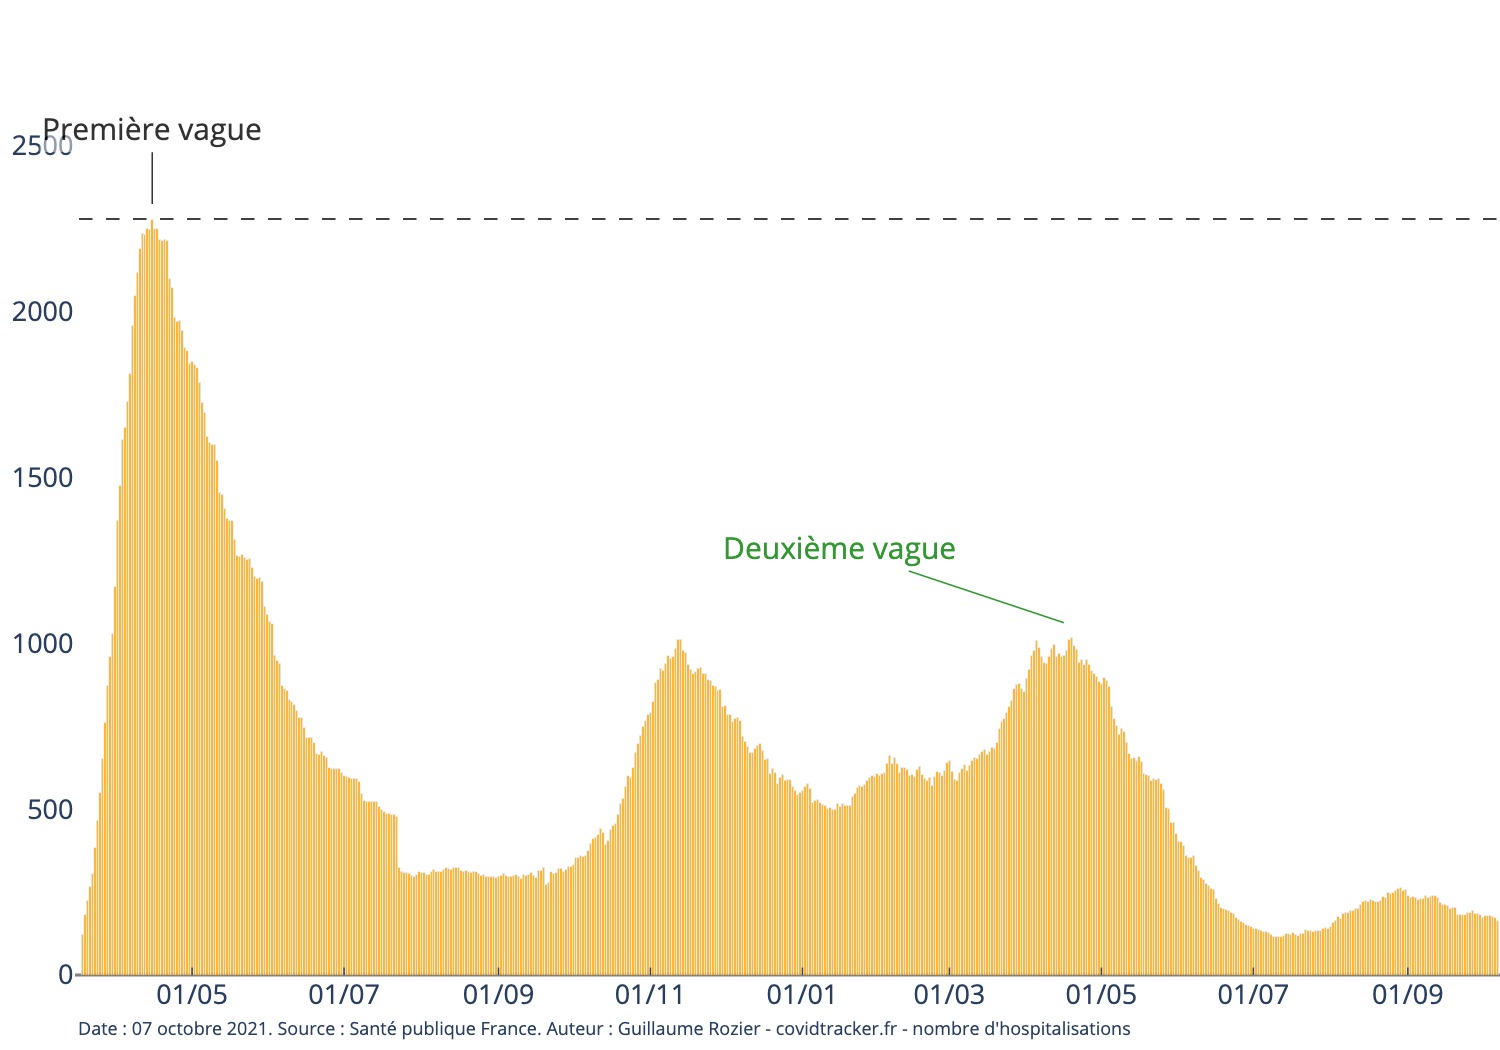 Première vague
2500
2000
1500
Deuxième vague
1000
500
0
01/05 01/07 01/09 01/11 01/01 01/03 01/05 01/07 01/09
Date : 07 octobre 2021. Source : Santé publique France. Auteur : Guillaume Rozier - covidtracker.fr - nombre d'hospitalisations